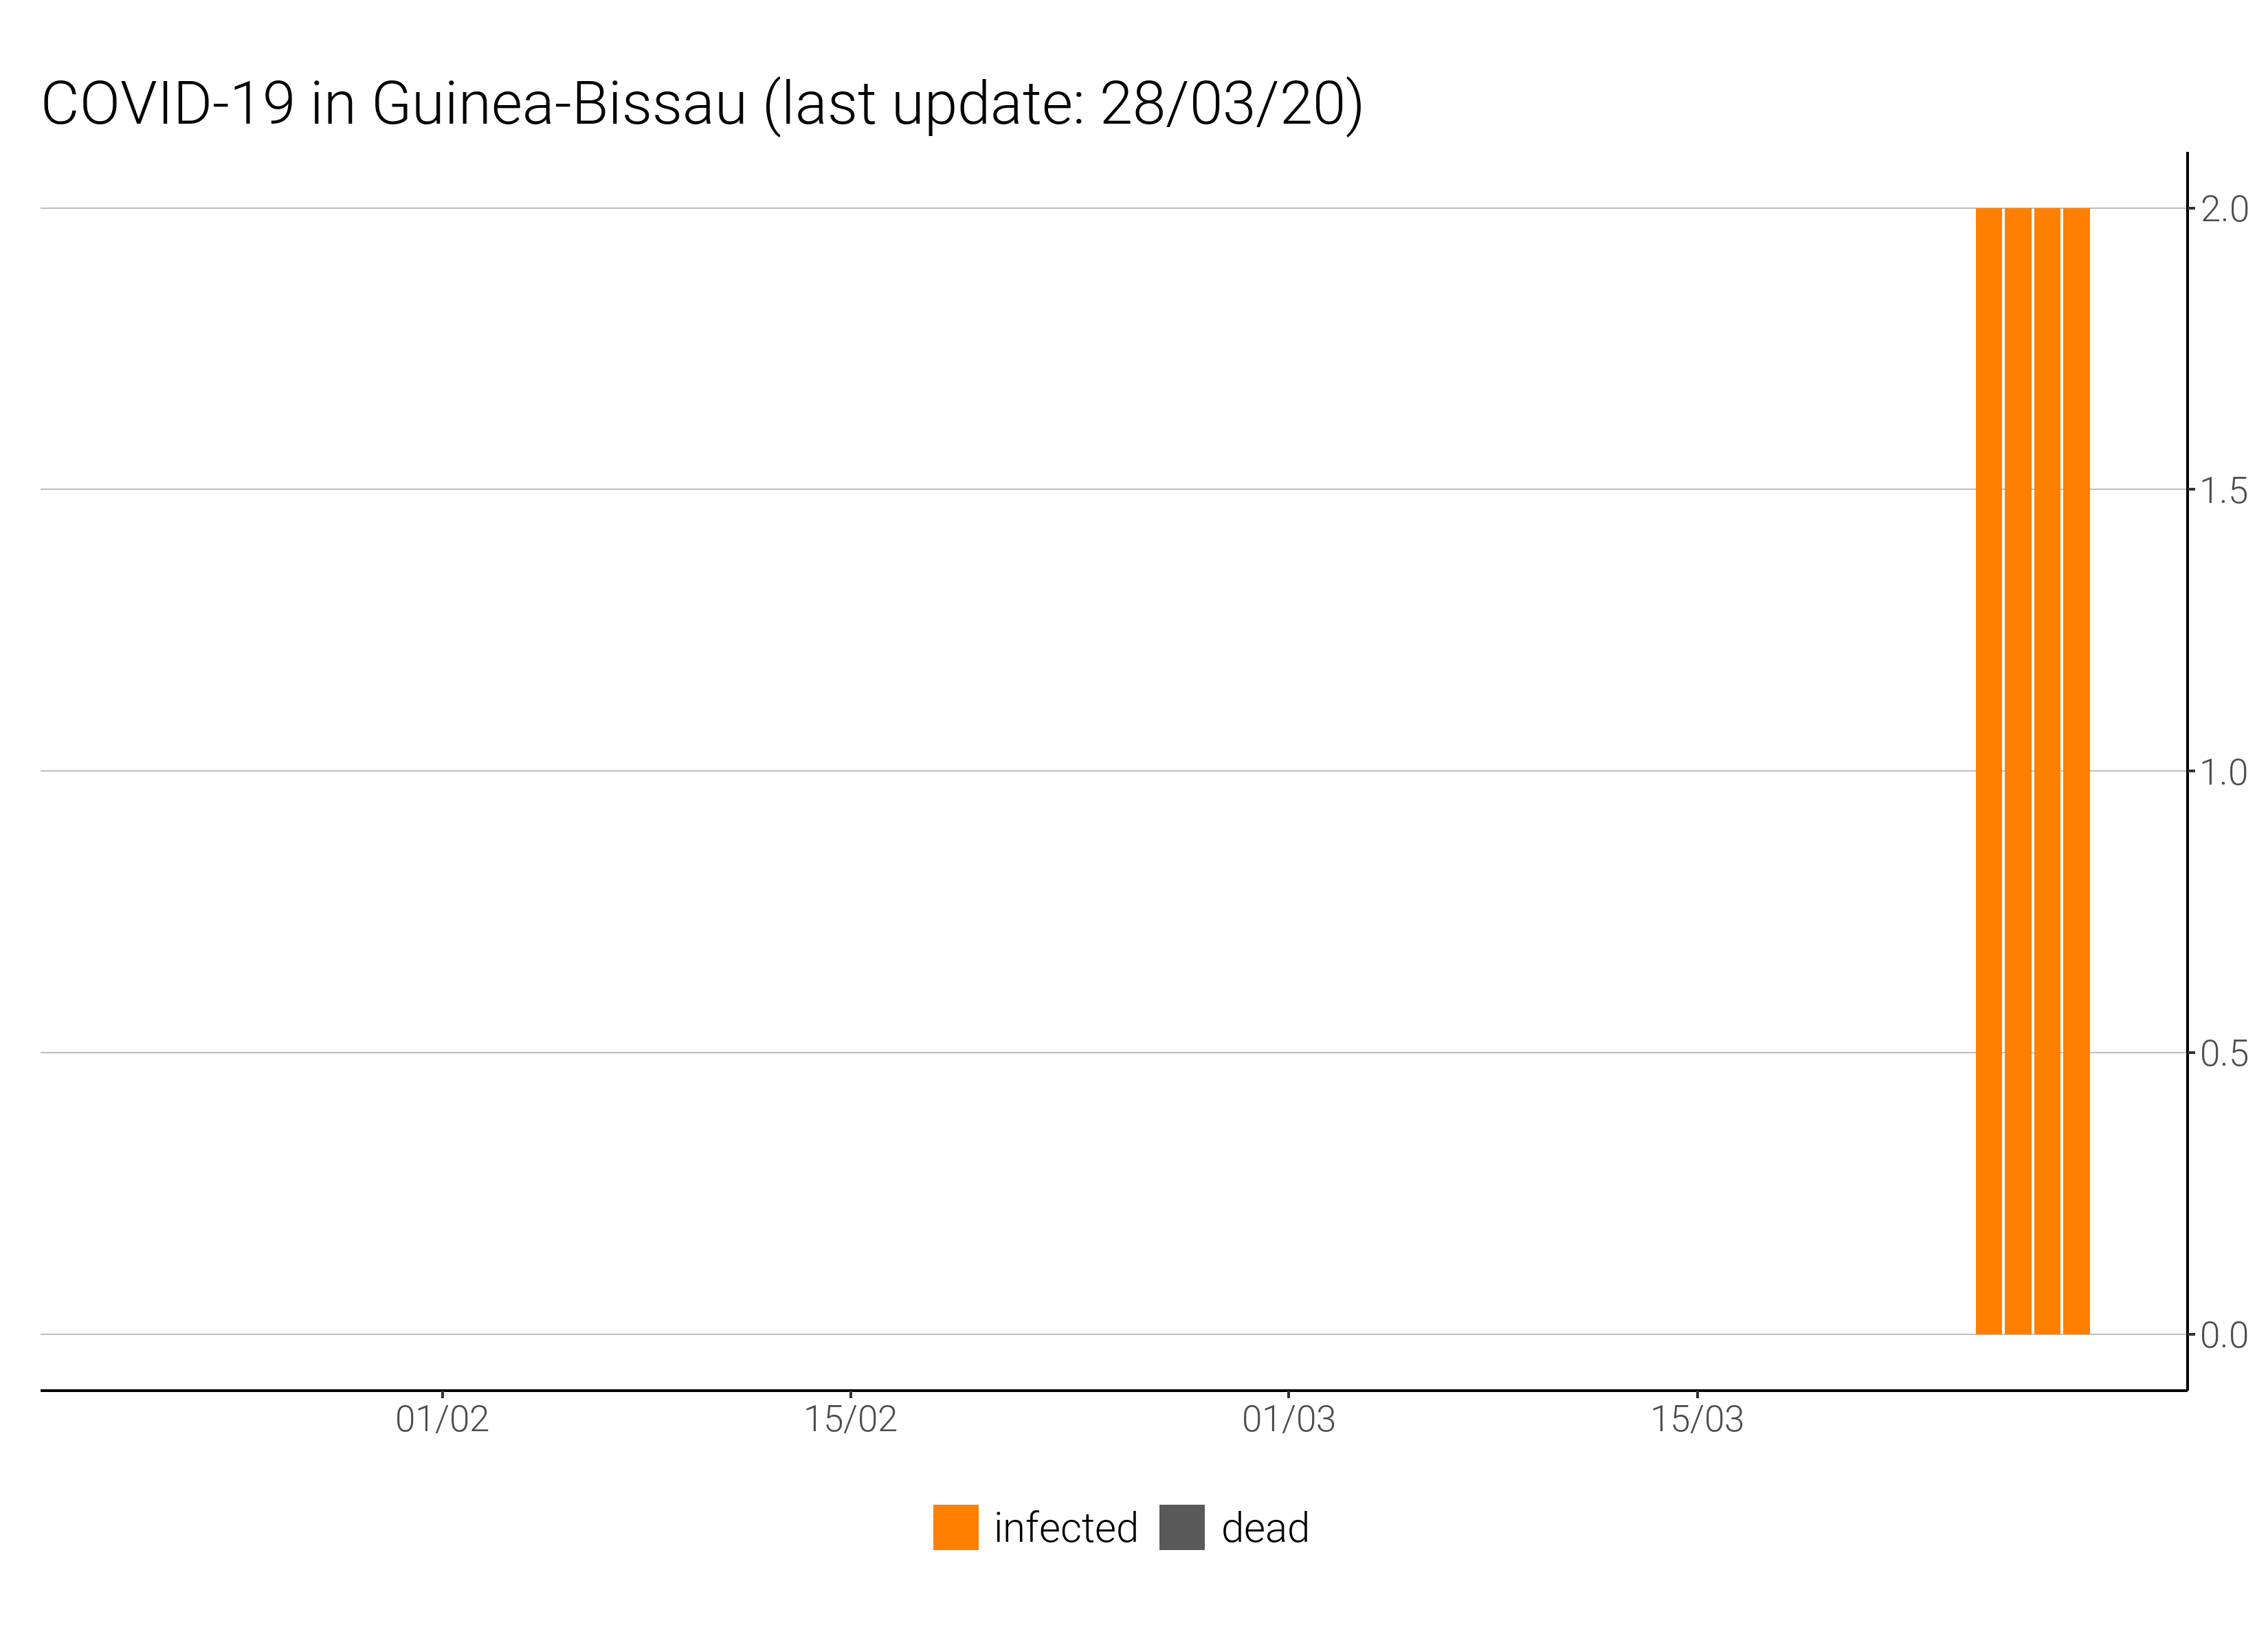 COVID-19 in Guinea-Bissau (last update: 28/03/20)
2.0
1.5
1.0
0.5
0.0
01/02 15/02 01/03 15/03
infected dead